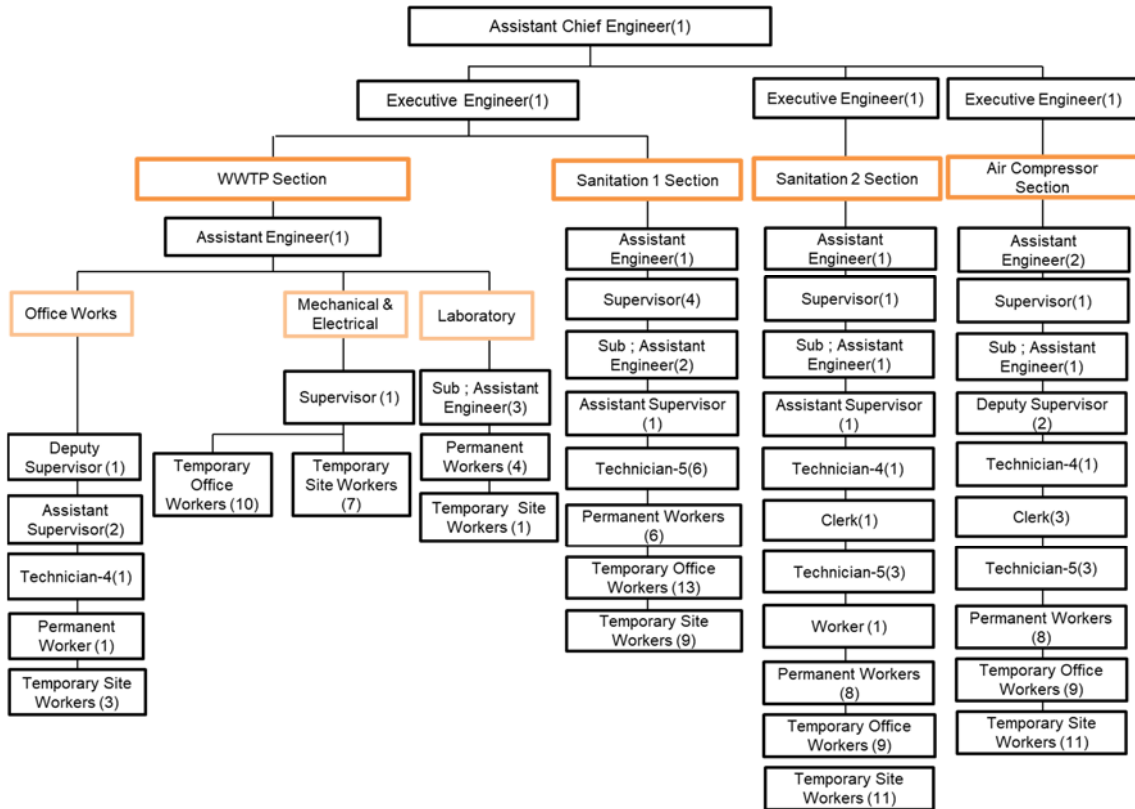 Assistant Chief Engineer(1)
Executive Engineer(1)
Executive Engineer(1)
Executive Engineer(1)
WWTP Section
Sanitation 1 Section
Sanitation 2 Section
Air Compressor
Section
Assistant Engineer(1)
Office Works
Deputy
Supervisor (1)
Assistant
Supervisor(2)
Technician-4(1)
Permanent
Worker (1)
Temporary Site
Workers (3)
Mechanical &
Electrical
Supervisor (1)
Temporary
Office
Workers (10)
Temporary
Site Workers
(7)
Laboratory
Sub ; Assistant
Engineer(3)
Permanent
Workers (4)
Temporary Site
Workers (1)
Assistant
Engineer(1)
Supervisor(4)
Sub ; Assistant
Engineer(2)
Assistant Supervisor
(1)
Technician-5(6)
Permanent Workers
(6)
Temporary Office
Workers (13)
Temporary Site
Workers (9)
Assistant
Engineer(1)
Supervisor(1)
Sub ; Assistant
Engineer(1)
Assistant Supervisor
(1)
Technician-4(1)
Clerk(1)
Technician-5(3)
Worker (1)
Permanent Workers
(8)
Temporary Office
Workers (9)
Temporary Site
Workers (11)
Assistant
Engineer(2)
Supervisor(1)
Sub ; Assistant
Engineer(1)
Deputy Supervisor
(2)
Technician-4(1)
Clerk(3)
Technician-5(3)
Permanent Workers
(8)
Temporary Office
Workers (9)
Temporary Site
Workers (11)